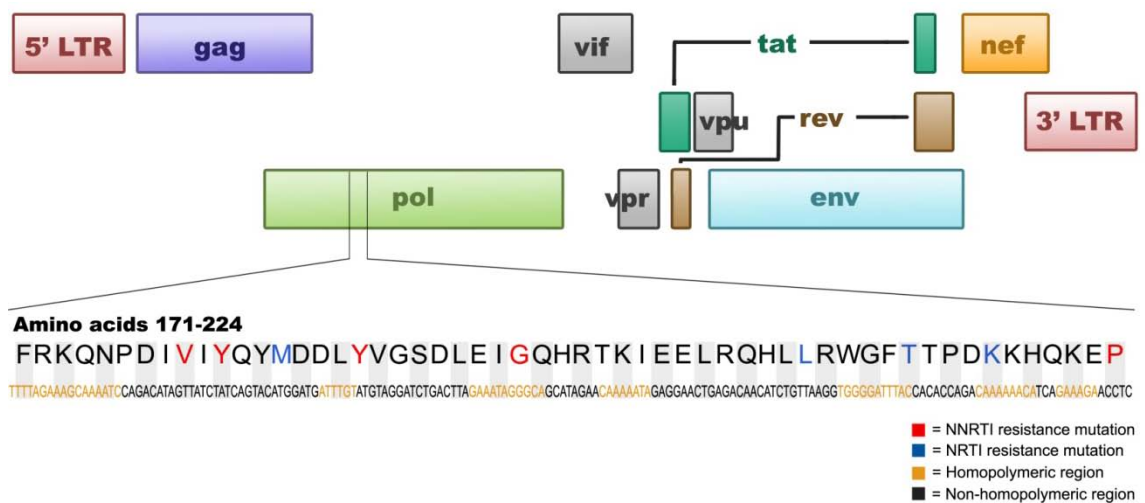 5' LTR
gag
vif
tat
nef
vpu
rev
3' LTR
pol
vpr
env
Amino acids 171-224
FRKQNPDIVIYQYMDDLYVGSDLEIGQHRTKIEELRQHLLRWGFTTPDKKHQKEP
TTTTAGAAAGCAAAATCCAGACATAGTTATCTATCAGTACATGGATGATTTGTATGTAGGATCTGACTTAGAAATAGGGCAGCATAGAACAAAAATAGAGGAACTGAGACAACATCTGTTAAGGTGGGGATTTACCACACCAGACAAAAAACATCAGAAAGAACCTC
= NNRTI resistance mutation
= NRTI resistance mutation
= Homopolymeric region
= Non-homopolymeric region